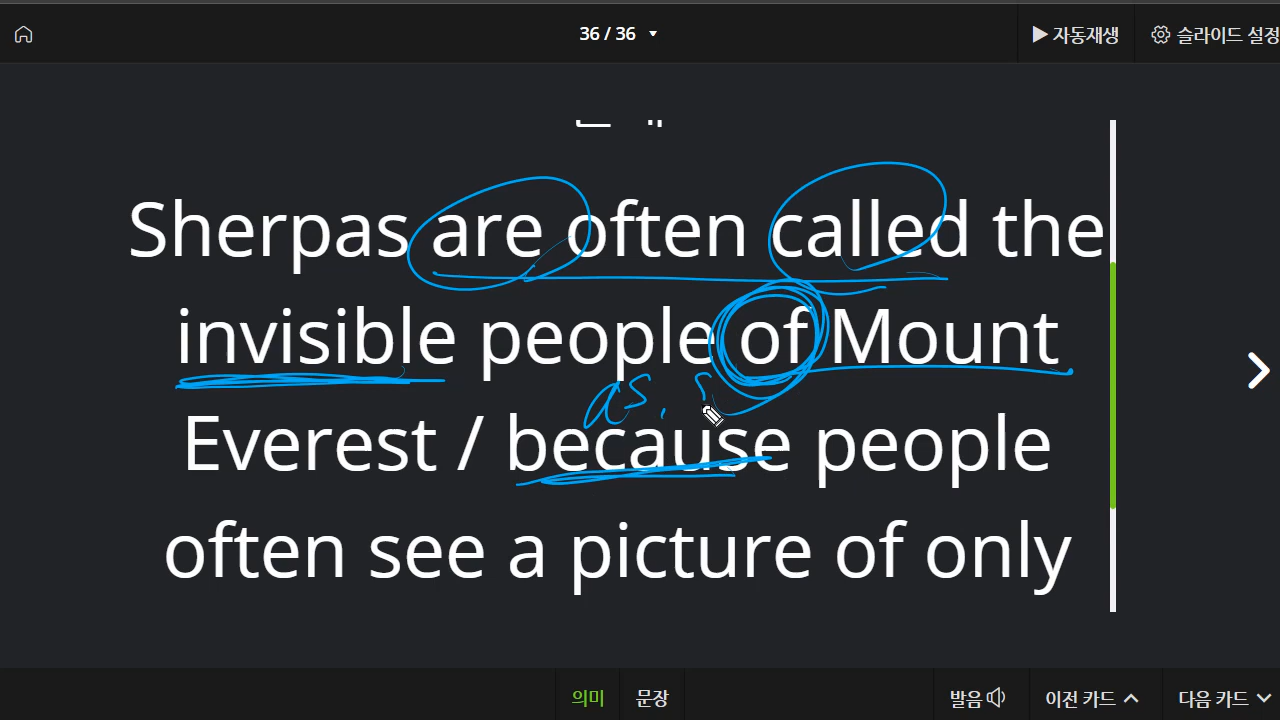 36 / 36
자동재생
슬라이드 설정
Sherpas are often called the
invisible people of Mount
as, s
Everest / because people
often see a picture of only
의미
문장
발음
이전 카드
다음 카드